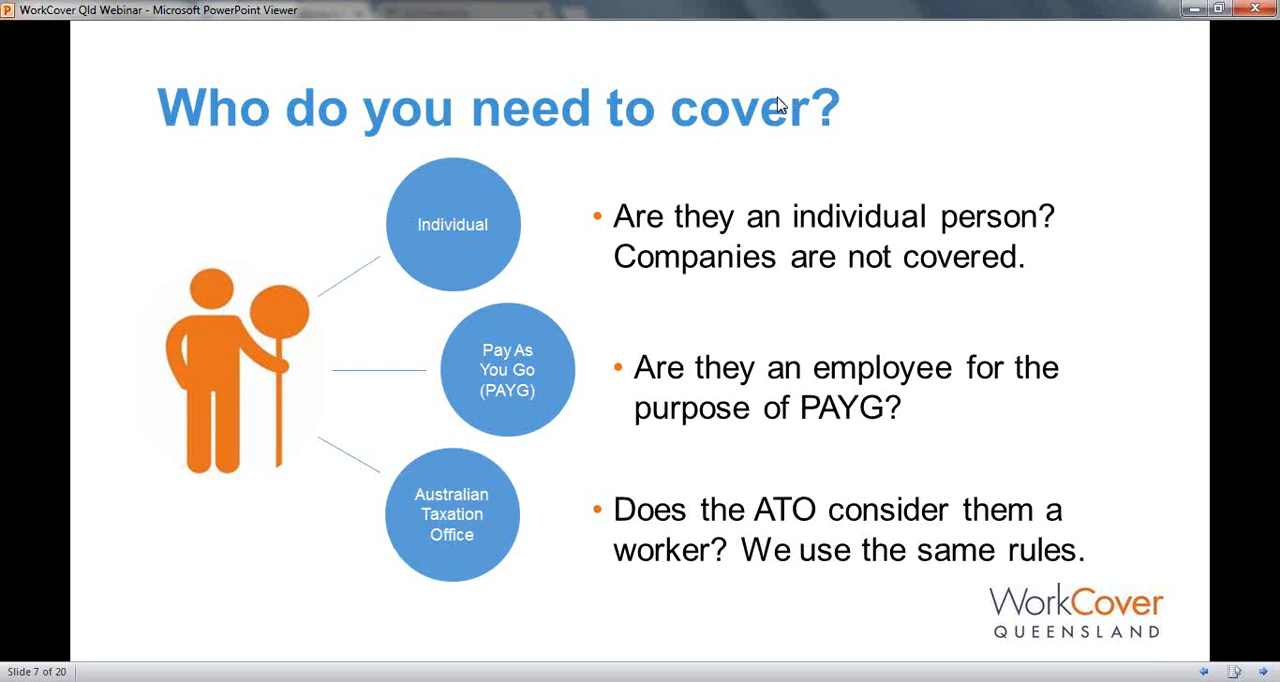 WorkCover Qld Webinar - Microsoft PowerPoint Viewer
Who do you need to cover?
Individual
• Are they an individual person?
Companies are not covered.
Pay As
You Go
(PAYG)
• Are they an employee for the
purpose of PAYG?
Australian
Taxation
Office
• Does the ATO consider them a
worker? We use the same rules.
WorkCover
QUEENSLAND
Slide 7 of 20